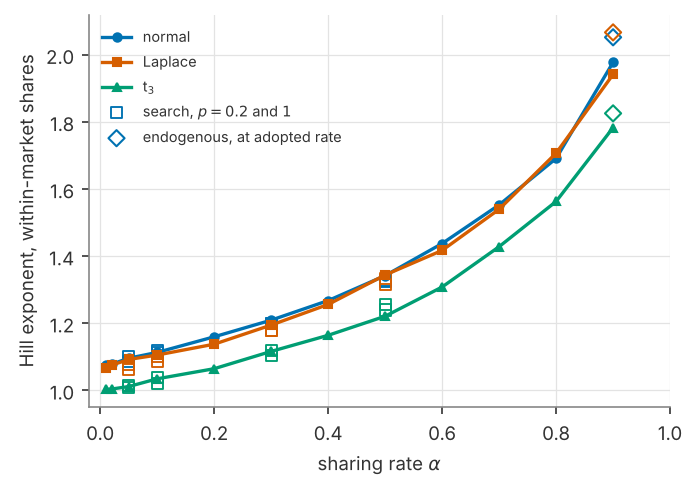 normal
Laplace
t₃
search, p = 0.2 and 1
endogenous, at adopted rate
Hill exponent, within-market shares
2.0
1.8
1.6
1.4
1.2
1.0
0.0 0.2 0.4 0.6 0.8 1.0
sharing rate α